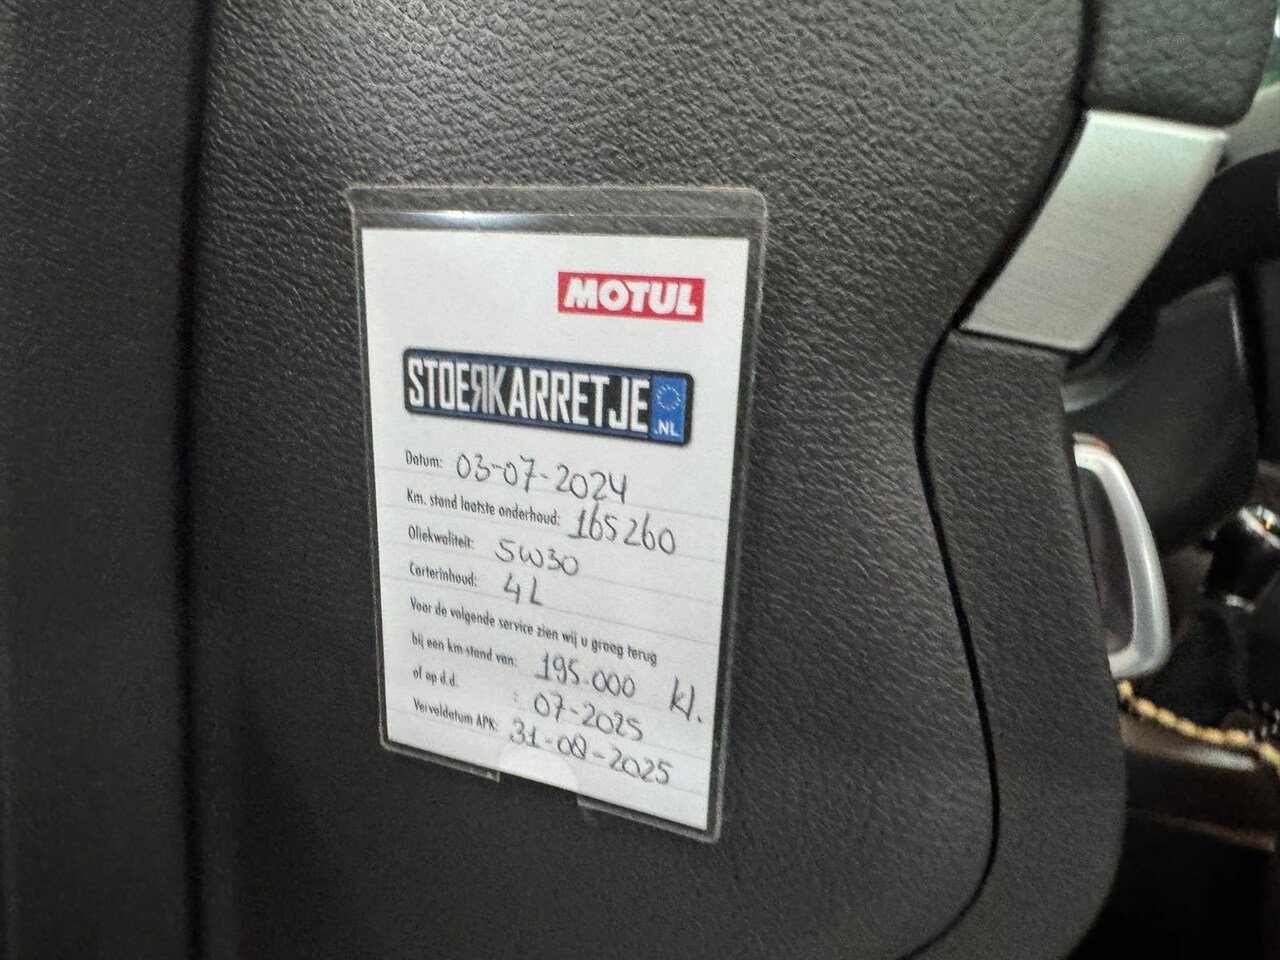 MOTUL
STOERKARRETJE.NL
Datum: 03-07-2024
Km. stand laatste onderhoud: 165260
Oliekwaliteit: 5W30
Carterinhoud: 4L
Voor de volgende service zien wij u graag terug
bij een km-stand van: 195.000 kl.
of op d.d. : 07-2025
Vervaldatum APK: 31-08-2025